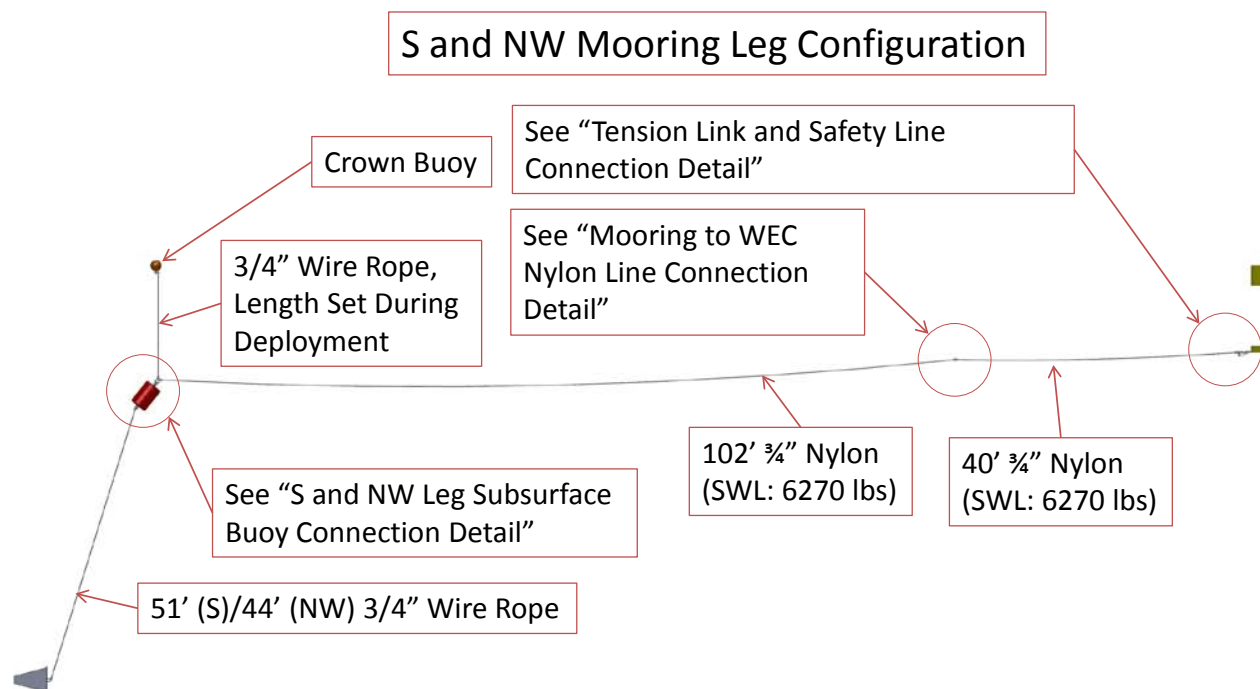 S and NW Mooring Leg Configuration
See “Tension Link and Safety Line
Connection Detail”
Crown Buoy
See “Mooring to WEC
Nylon Line Connection
Detail”
3/4” Wire Rope,
Length Set During
Deployment
102’ ¾” Nylon
(SWL: 6270 lbs)
40’ ¾” Nylon
(SWL: 6270 lbs)
See “S and NW Leg Subsurface
Buoy Connection Detail”
51’ (S)/44’ (NW) 3/4” Wire Rope